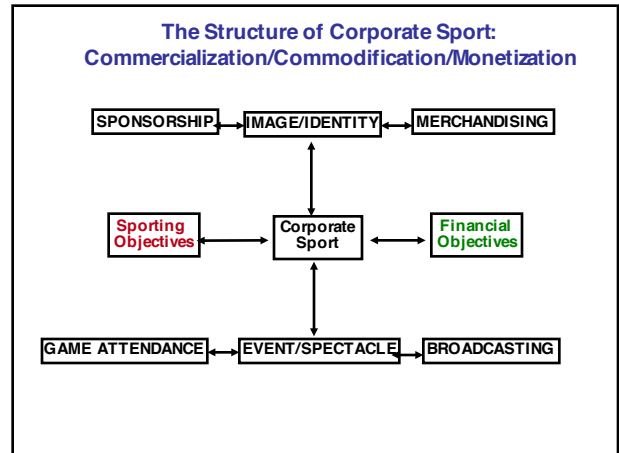 The Structure of Corporate Sport:
Commercialization/Commodification/Monetization
SPONSORSHIP IMAGE/IDENTITY MERCHANDISING
Sporting Objectives
Corporate Sport
Financial Objectives
GAME ATTENDANCE EVENT/SPECTACLE BROADCASTING